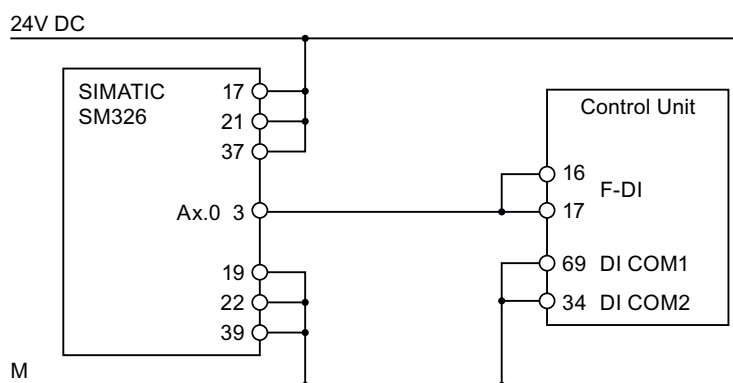 24V DC
SIMATIC
SM326
17
21
37
Ax.0 3
19
22
39
Control Unit
16
F-DI
17
69 DI COM1
34 DI COM2
M